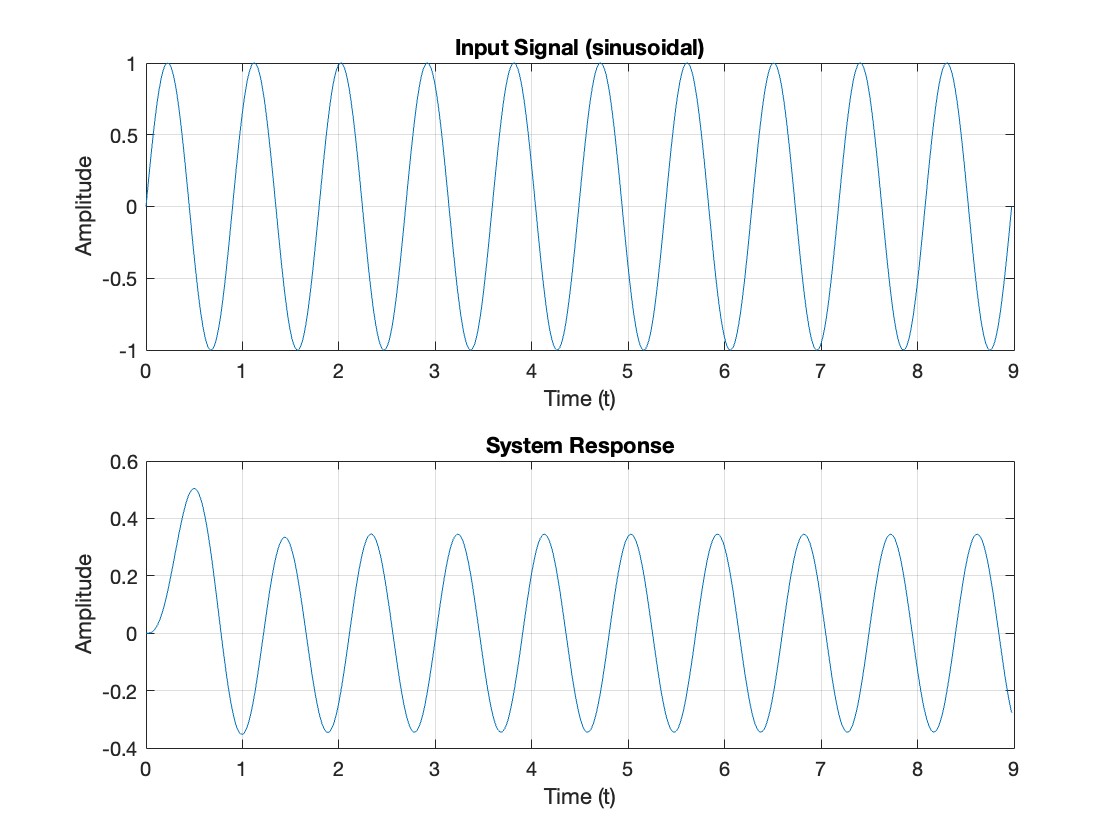 Input Signal (sinusoidal)
1
0.5
0
-0.5
-1
Amplitude
0 1 2 3 4 5 6 7 8 9
Time (t)
System Response
0.6
0.4
0.2
0
-0.2
-0.4
Amplitude
0 1 2 3 4 5 6 7 8 9
Time (t)